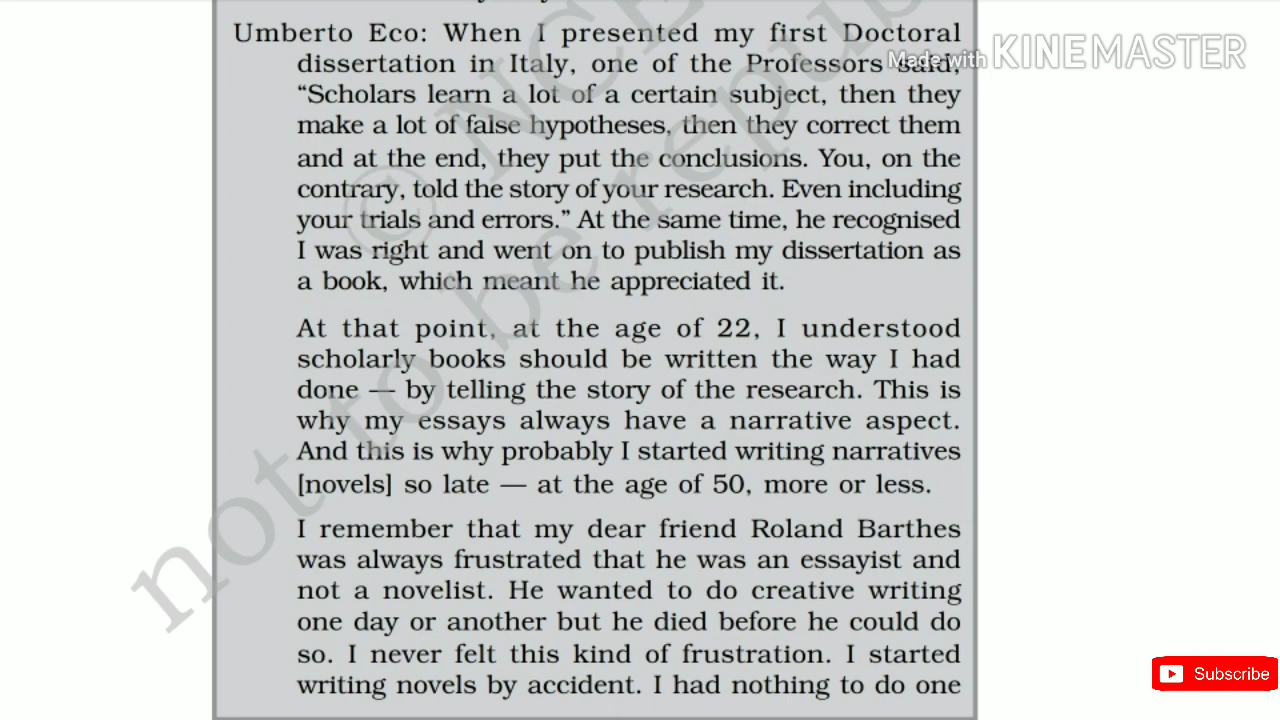 Umberto Eco: When I presented my first Doctoral
dissertation in Italy, one of the Professors said,
“Scholars learn a lot of a certain subject, then they
make a lot of false hypotheses, then they correct them
and at the end, they put the conclusions. You, on the
contrary, told the story of your research. Even including
your trials and errors.” At the same time, he recognised
I was right and went on to publish my dissertation as
a book, which meant he appreciated it.
At that point, at the age of 22, I understood
scholarly books should be written the way I had
done — by telling the story of the research. This is
why my essays always have a narrative aspect.
And this is why probably I started writing narratives
[novels] so late — at the age of 50, more or less.
I remember that my dear friend Roland Barthes
was always frustrated that he was an essayist and
not a novelist. He wanted to do creative writing
one day or another but he died before he could do
so. I never felt this kind of frustration. I started
writing novels by accident. I had nothing to do one
Made with KINEMASTER
© NCE
not to be repub
Subscribe